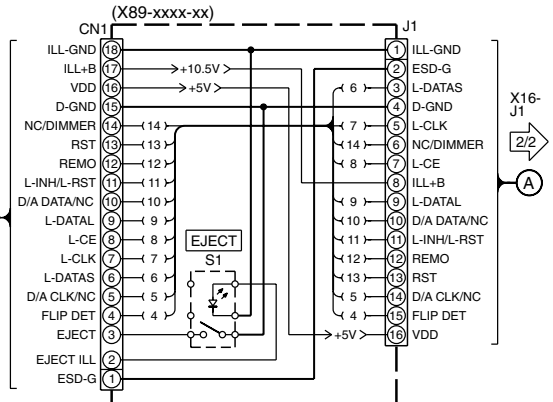 (X89-xxxx-xx)
CN1
J1
ILL-GND 18
ILL+B 17 +10.5V
VDD 16 +5V
D-GND 15
NC/DIMMER 14 14
RST 13 13
REMO 12 12
L-INH/L-RST 11 11
D/A DATA/NC 10 10
L-DATAL 9 9
L-CE 8 8
L-CLK 7 7
L-DATAS 6 6
D/A CLK/NC 5 5
FLIP DET 4 4
EJECT 3
EJECT ILL 2
ESD-G 1
EJECT
S1
1 ILL-GND
2 ESD-G
6 3 L-DATAS
4 D-GND
7 5 L-CLK
14 6 NC/DIMMER
8 7 L-CE
8 ILL+B
9 9 L-DATAL
10 10 D/A DATA/NC
11 11 L-INH/L-RST
12 12 REMO
13 13 RST
5 14 D/A CLK/NC
4 15 FLIP DET
+5V 16 VDD
X16-
J1
2/2
A